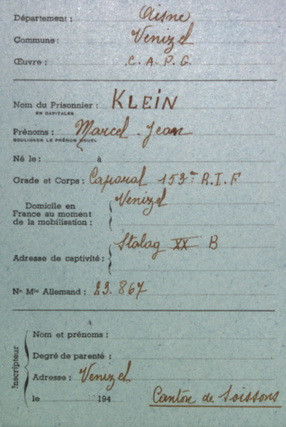 Département : Aisne
Commune : Venizel
Œuvre : C. A. P. G.
Nom du Prisonnier : KLEIN
EN CAPITALES
Prénoms : Marcel Jean
SOULIGNER LE PRÉNOM USUEL
Né le : à
Grade et Corps : Caporal 153e R. I. F
Domicile en
France au moment
de la mobilisation : Venizel
Adresse de captivité : Stalag XX B
No Mle Allemand : 23.867
Inscripteur
Nom et prénoms :
Degré de parenté :
Adresse : Venizel
le 194
Canton de Soissons